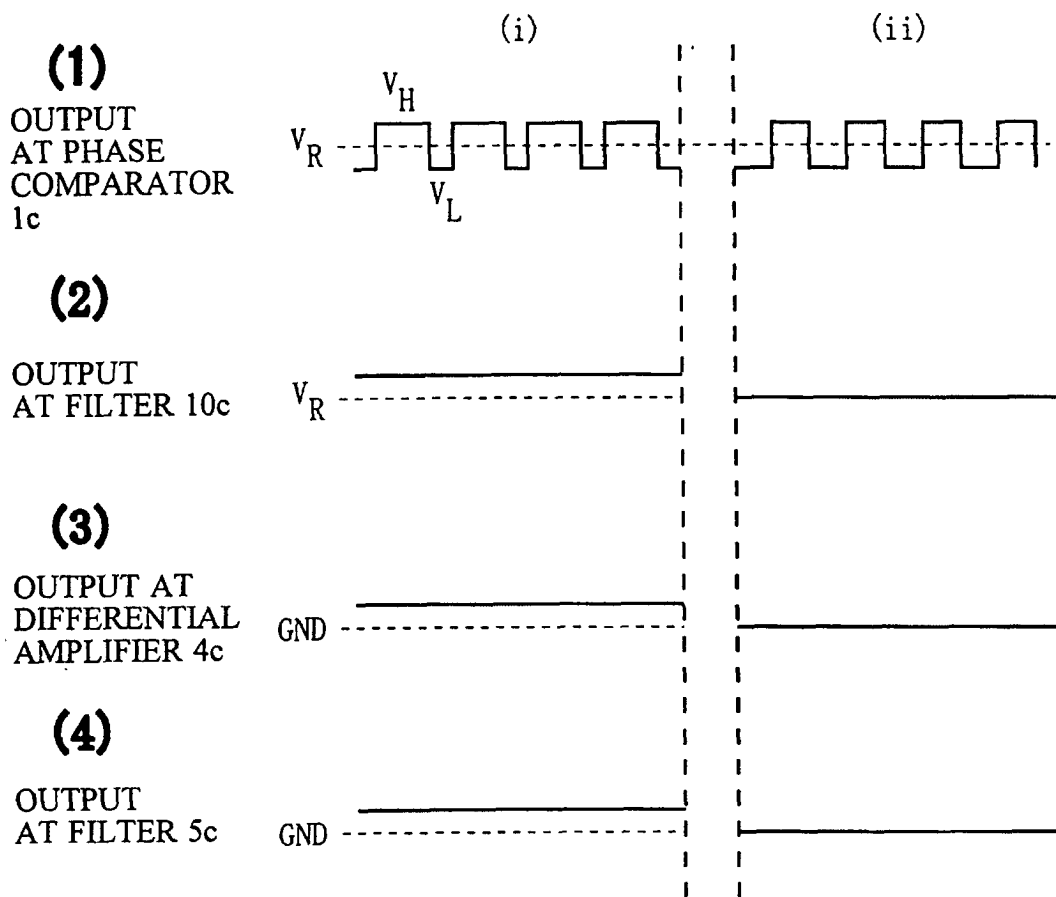 (i) (ii)
(1)
OUTPUT
AT PHASE
COMPARATOR
1c
V_H
V_R
V_L
(2)
OUTPUT
AT FILTER 10c
V_R
(3)
OUTPUT AT
DIFFERENTIAL
AMPLIFIER 4c
GND
(4)
OUTPUT
AT FILTER 5c
GND